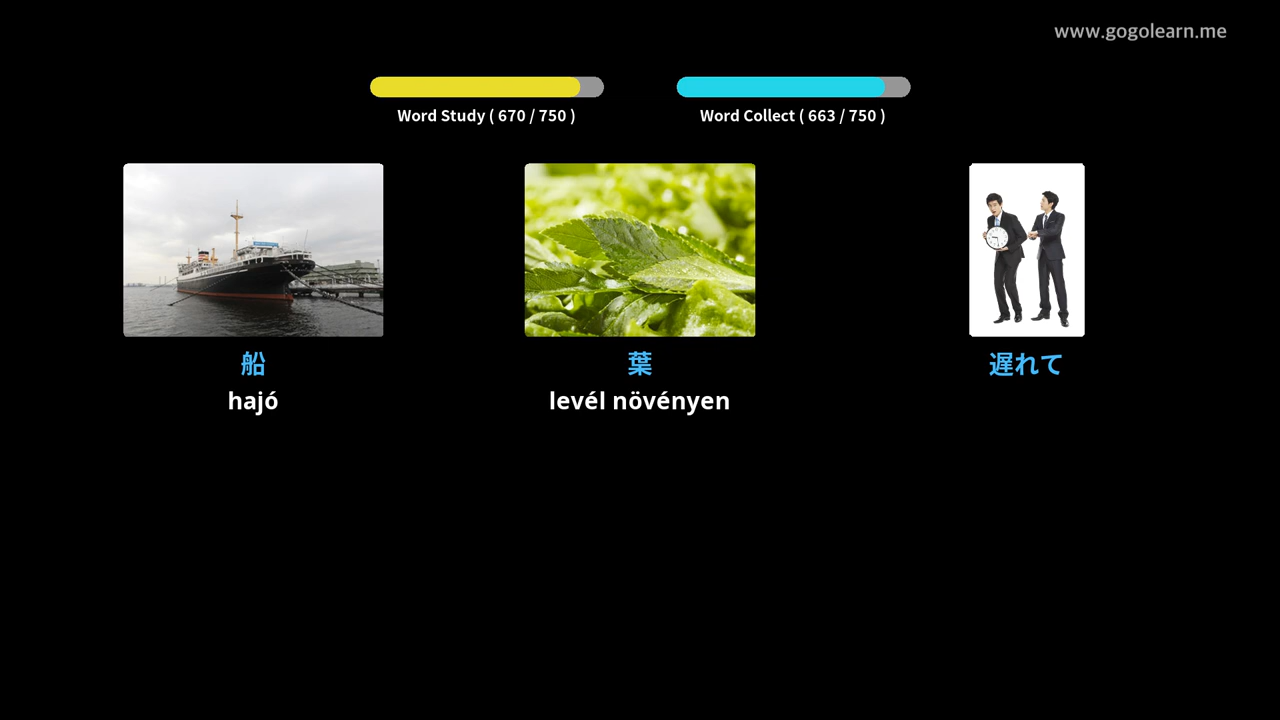 www.gogolearn.me
Word Study ( 670 / 750 )
Word Collect ( 663 / 750 )
船
hajó
葉
levél növényen
遅れて